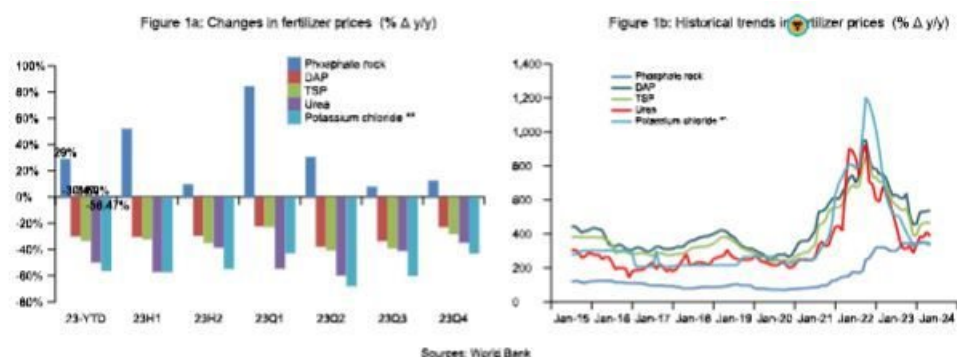 Figure 1a: Changes in fertilizer prices (% Δ y/y)
100%
80%
60%
40%
20%
0%
-20%
-40%
-60%
-80%
Phosphate rock
DAP
TSP
Urea
Potassium chloride **
29%
-56.47%
23-YTD 23H1 23H2 23Q1 23Q2 23Q3 23Q4
Figure 1b: Historical trends in fertilizer prices (% Δ y/y)
1,400
1,200
1,000
800
600
400
200
0
Phosphate rock
DAP
TSP
Urea
Potassium chloride **
Jan-15 Jan-16 Jan-17 Jan-18 Jan-19 Jan-20 Jan-21 Jan-22 Jan-23 Jan-24
Sources: World Bank